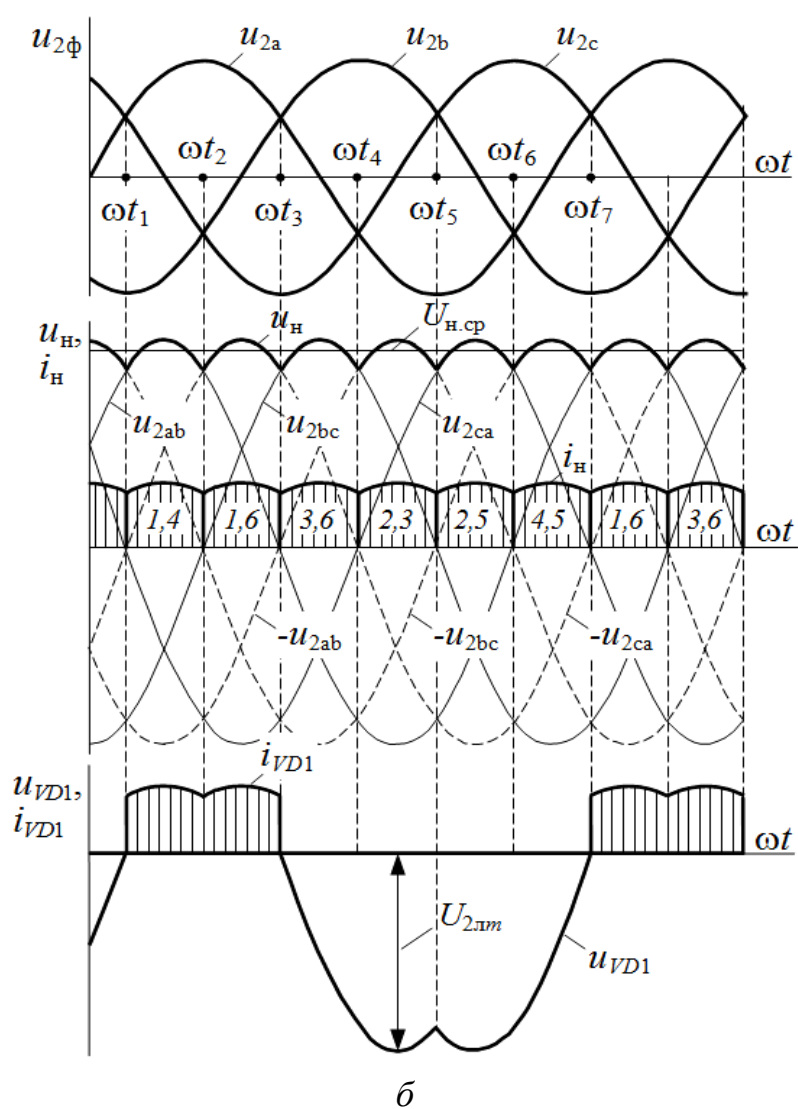 u2ф u2a u2b u2c
ωt2 ωt4 ωt6 ωt
ωt1 ωt3 ωt5 ωt7
uн, iн uн Uн.ср
u2ab u2bc u2ca iн
1,4 1,6 3,6 2,3 2,5 4,5 1,6 3,6 ωt
-u2ab -u2bc -u2ca
uVD1, iVD1 iVD1
ωt
U2лm
uVD1
б